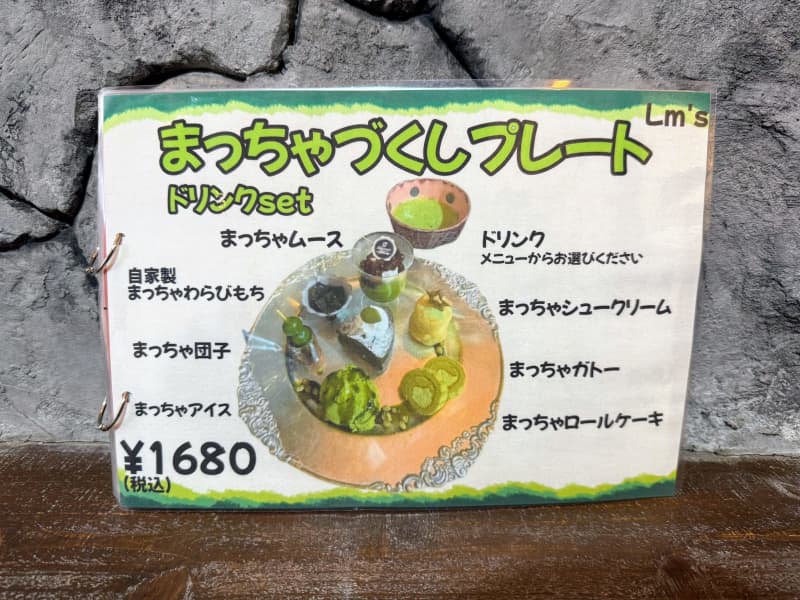 Lm's
まっちゃづくしプレート
ドリンクset
まっちゃムース
自家製
まっちゃわらびもち
まっちゃ団子
まっちゃアイス
¥1680
(税込)
ドリンク
メニューからお選びください
まっちゃシュークリーム
まっちゃガトー
まっちゃロールケーキ